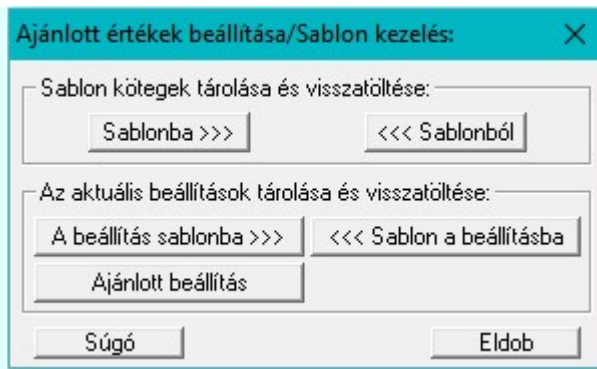 Ajánlott értékek beállítása/Sablon kezelés:
Sablon kötegek tárolása és visszatöltése:
Sablonba >>>
<<< Sablonból
Az aktuális beállítások tárolása és visszatöltése:
A beállítás sablonba >>>
<<< Sablon a beállításba
Ajánlott beállítás
Súgó
Eldob